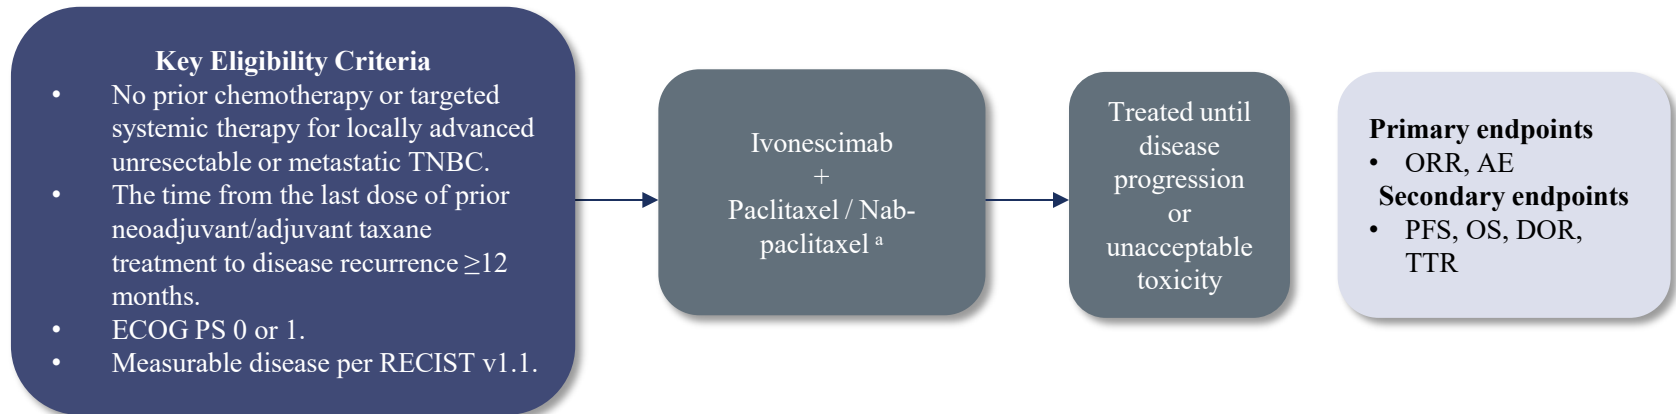 Key Eligibility Criteria
• No prior chemotherapy or targeted
systemic therapy for locally advanced
unresectable or metastatic TNBC.
• The time from the last dose of prior
neoadjuvant/adjuvant taxane
treatment to disease recurrence ≥12
months.
• ECOG PS 0 or 1.
• Measurable disease per RECIST v1.1.
Ivonescimab
+
Paclitaxel / Nab-
paclitaxel ᵃ
Treated until
disease
progression
or
unacceptable
toxicity
Primary endpoints
• ORR, AE
Secondary endpoints
• PFS, OS, DOR,
TTR